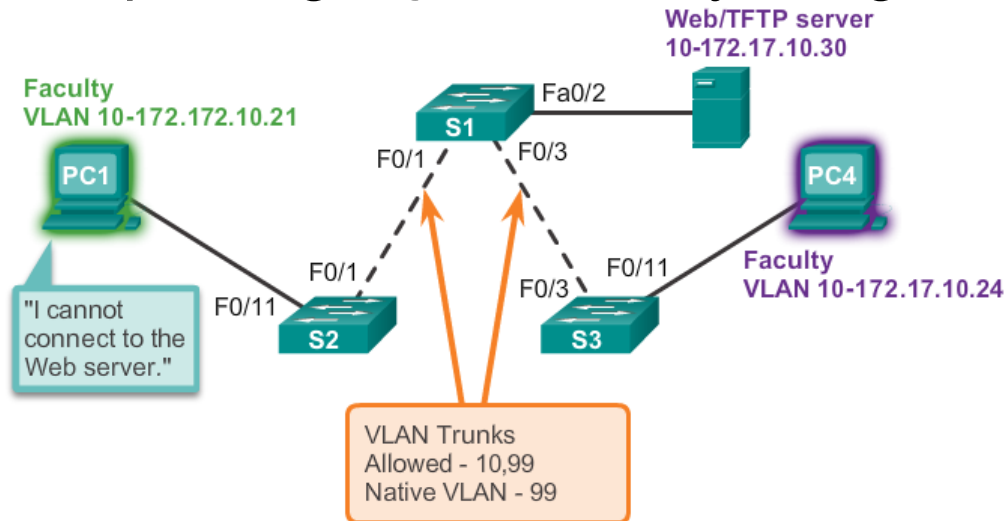 Web/TFTP server
10-172.17.10.30
Faculty
VLAN 10-172.172.10.21
Fa0/2
S1
F0/1
F0/3
PC1
PC4
F0/1
F0/11
F0/3
F0/11
Faculty
VLAN 10-172.17.10.24
S2
S3
"I cannot
connect to the
Web server."
VLAN Trunks
Allowed - 10,99
Native VLAN - 99